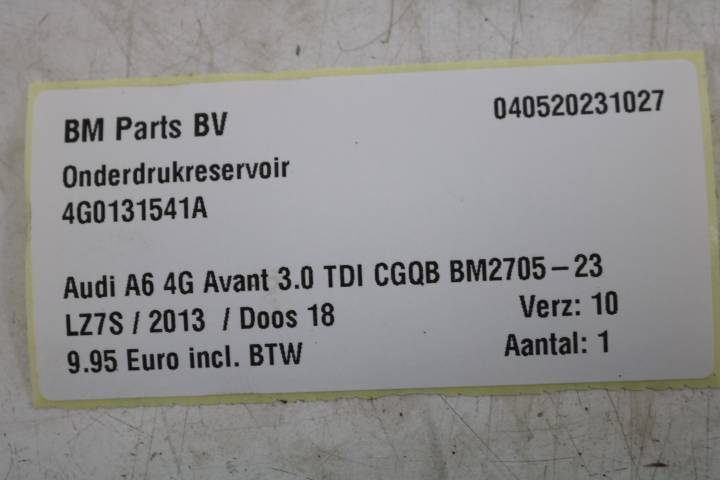 BM Parts BV 040520231027
Onderdrukreservoir
4G0131541A
Audi A6 4G Avant 3.0 TDI CGQB BM2705-23
LZ7S / 2013 / Doos 18 Verz: 10
9.95 Euro incl. BTW Aantal: 1